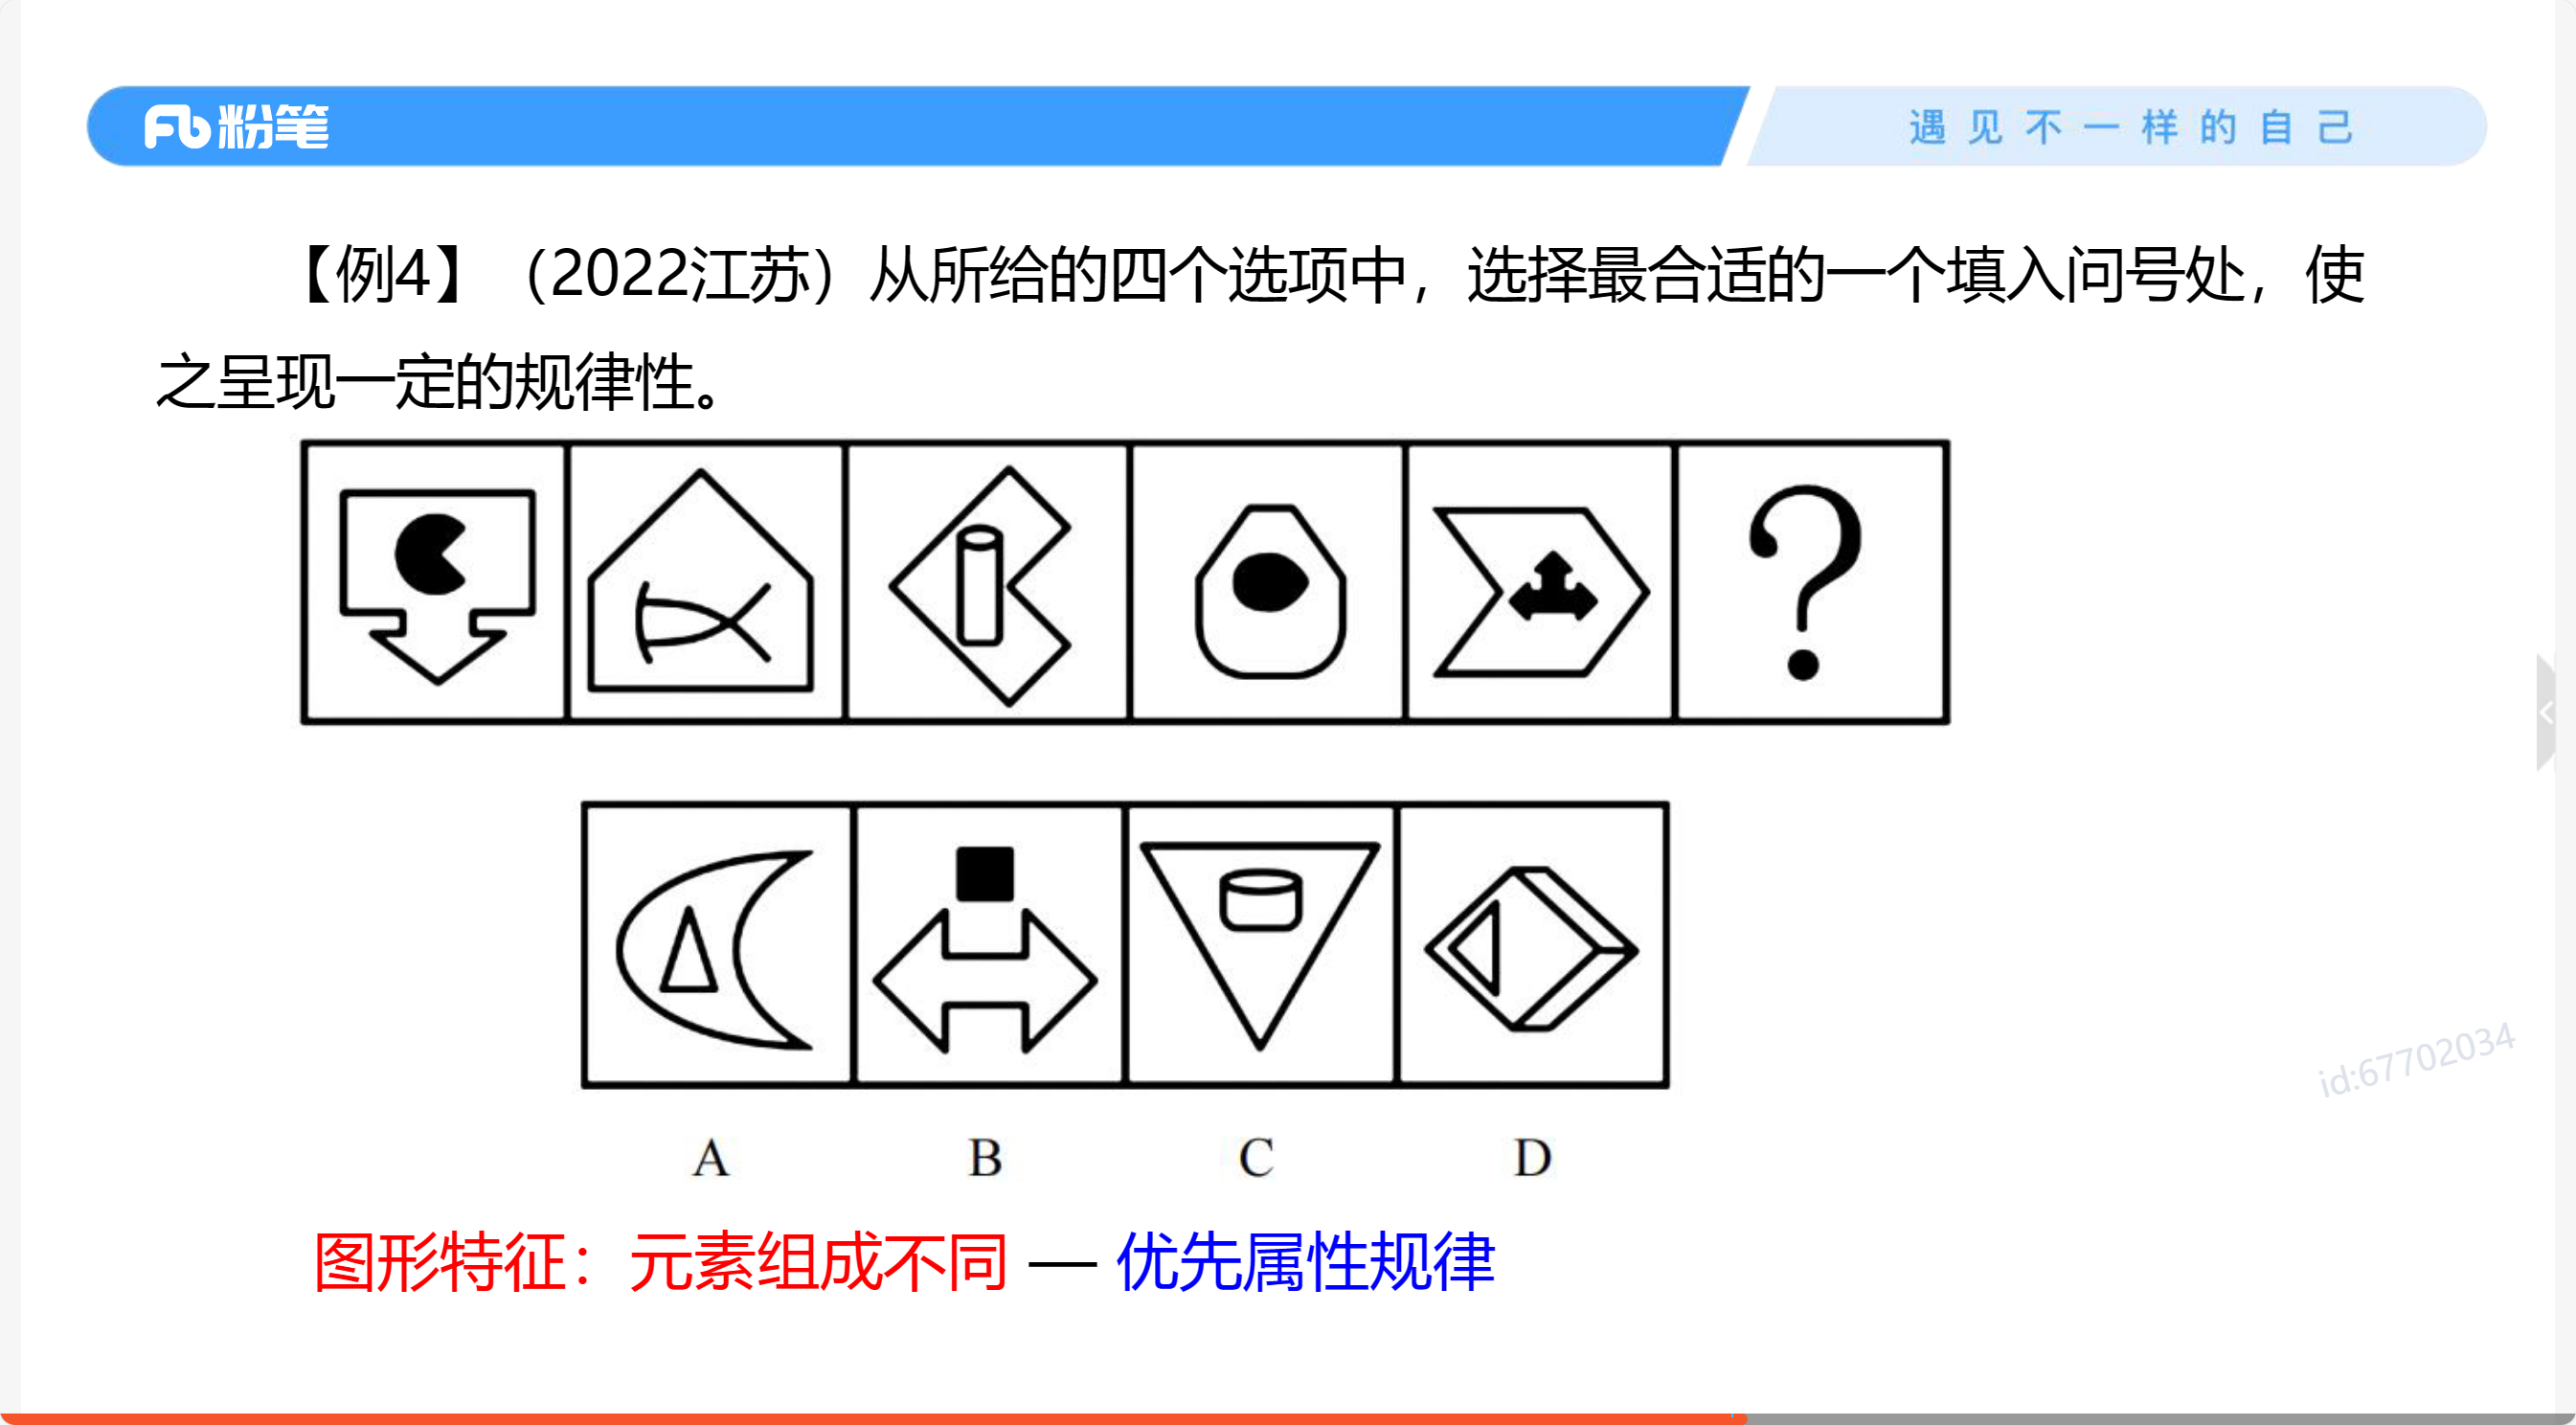 粉笔
遇见不一样的自己
【例4】（2022江苏）从所给的四个选项中，选择最合适的一个填入问号处，使
之呈现一定的规律性。
?
A B C D
图形特征：元素组成不同 — 优先属性规律
id:67702034